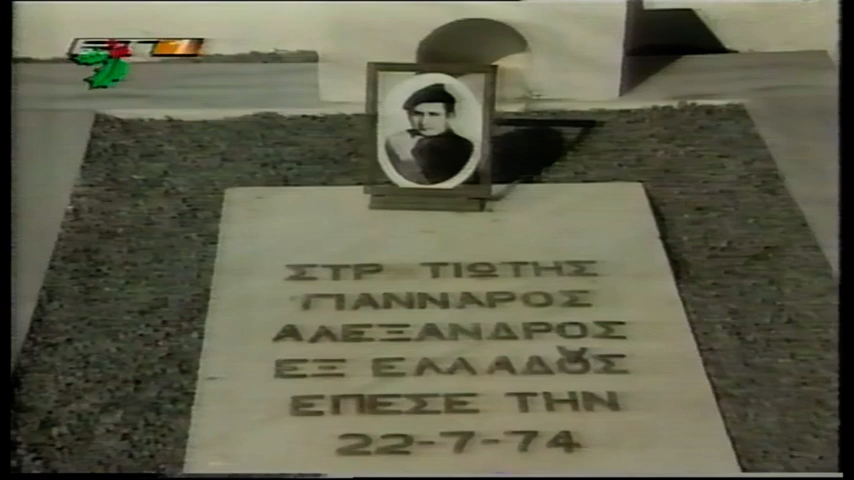 ΣΤΡ ΤΙΩΤΗΣ
ΓΙΑΝΝΑΡΟΣ
ΑΛΕΞΑΝΔΡΟΣ
ΕΞ ΕΛΛΑΔΟΣ
ΕΠΕΣΕ ΤΗΝ
22-7-74